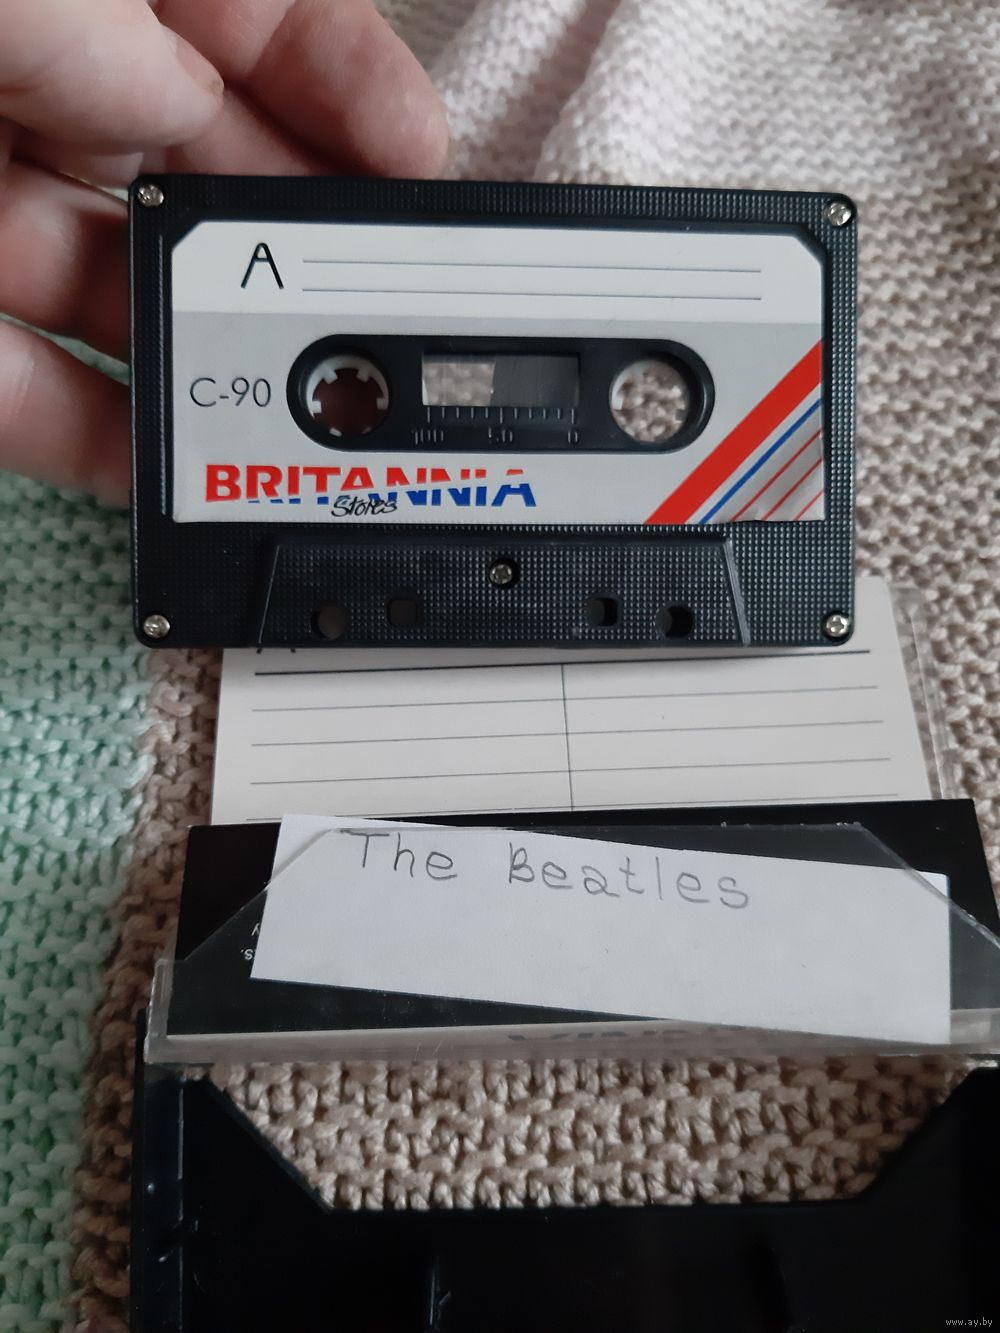 A
C-90
100 50 0
BRITANNIA
Stores
The Beatles
www.ay.by